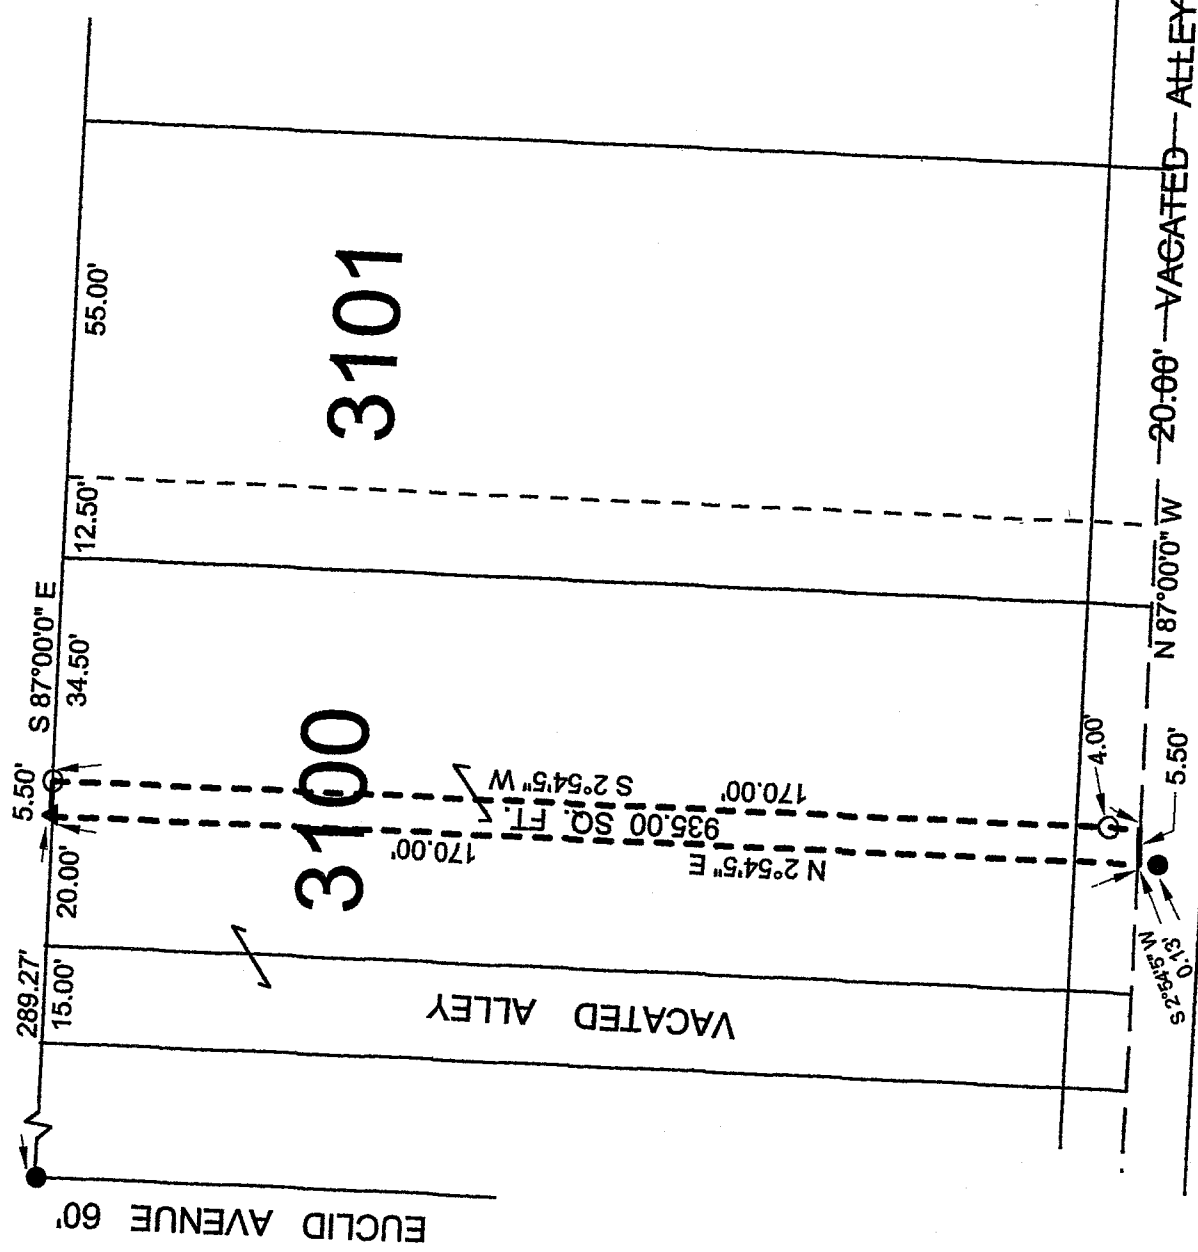 289.27'
5.50'
S 87°00'0" E
15.00'
20.00'
34.50'
12.50'
55.00'
3100
3101
170.00'
N 2°54'5" E
935.00 SQ. FT.
S 2°54'5" W
170.00'
VACATED ALLEY
EUCLID AVENUE 60'
4.00'
5.50'
S 2°54'5" W
0.13'
N 87°00'0" W
20.00' VACATED ALLEY